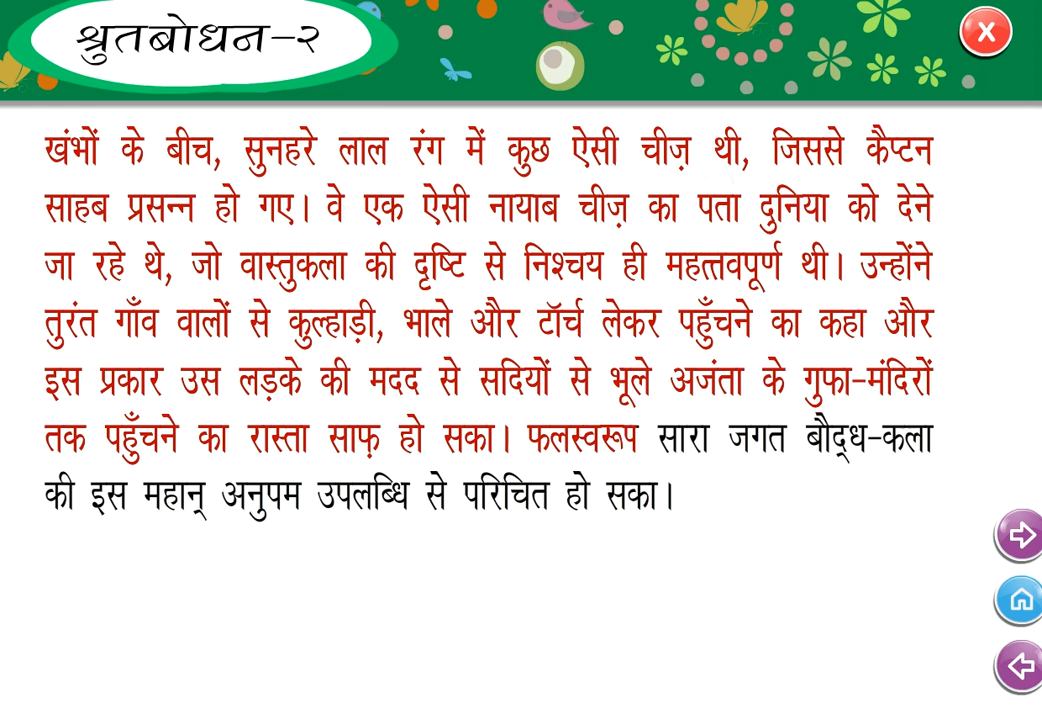 श्रुतबोधन-२
X
खंभों के बीच, सुनहरे लाल रंग में कुछ ऐसी चीज़ थी, जिससे कैप्टन
साहब प्रसन्न हो गए। वे एक ऐसी नायाब चीज़ का पता दुनिया को देने
जा रहे थे, जो वास्तुकला की दृष्टि से निश्चय ही महत्तवपूर्ण थी। उन्होंने
तुरंत गाँव वालों से कुल्हाड़ी, भाले और टॉर्च लेकर पहुँचने का कहा और
इस प्रकार उस लड़के की मदद से सदियों से भूले अजंता के गुफा-मंदिरों
तक पहुँचने का रास्ता साफ़ हो सका। फलस्वरूप सारा जगत बौद्ध-कला
की इस महान् अनुपम उपलब्धि से परिचित हो सका।